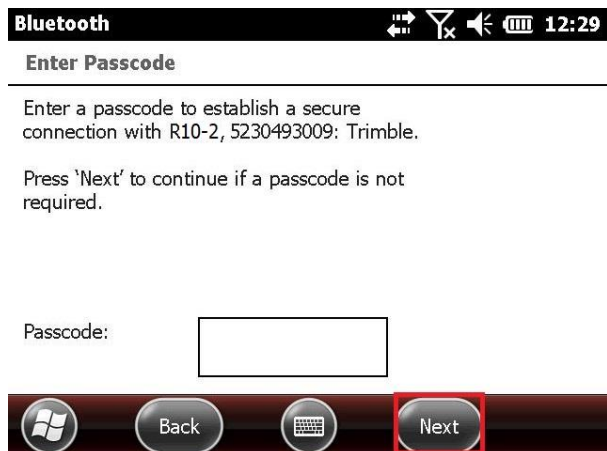 Bluetooth 12:29
Enter Passcode
Enter a passcode to establish a secure
connection with R10-2, 5230493009: Trimble.
Press `Next' to continue if a passcode is not
required.
Passcode:
Back Next